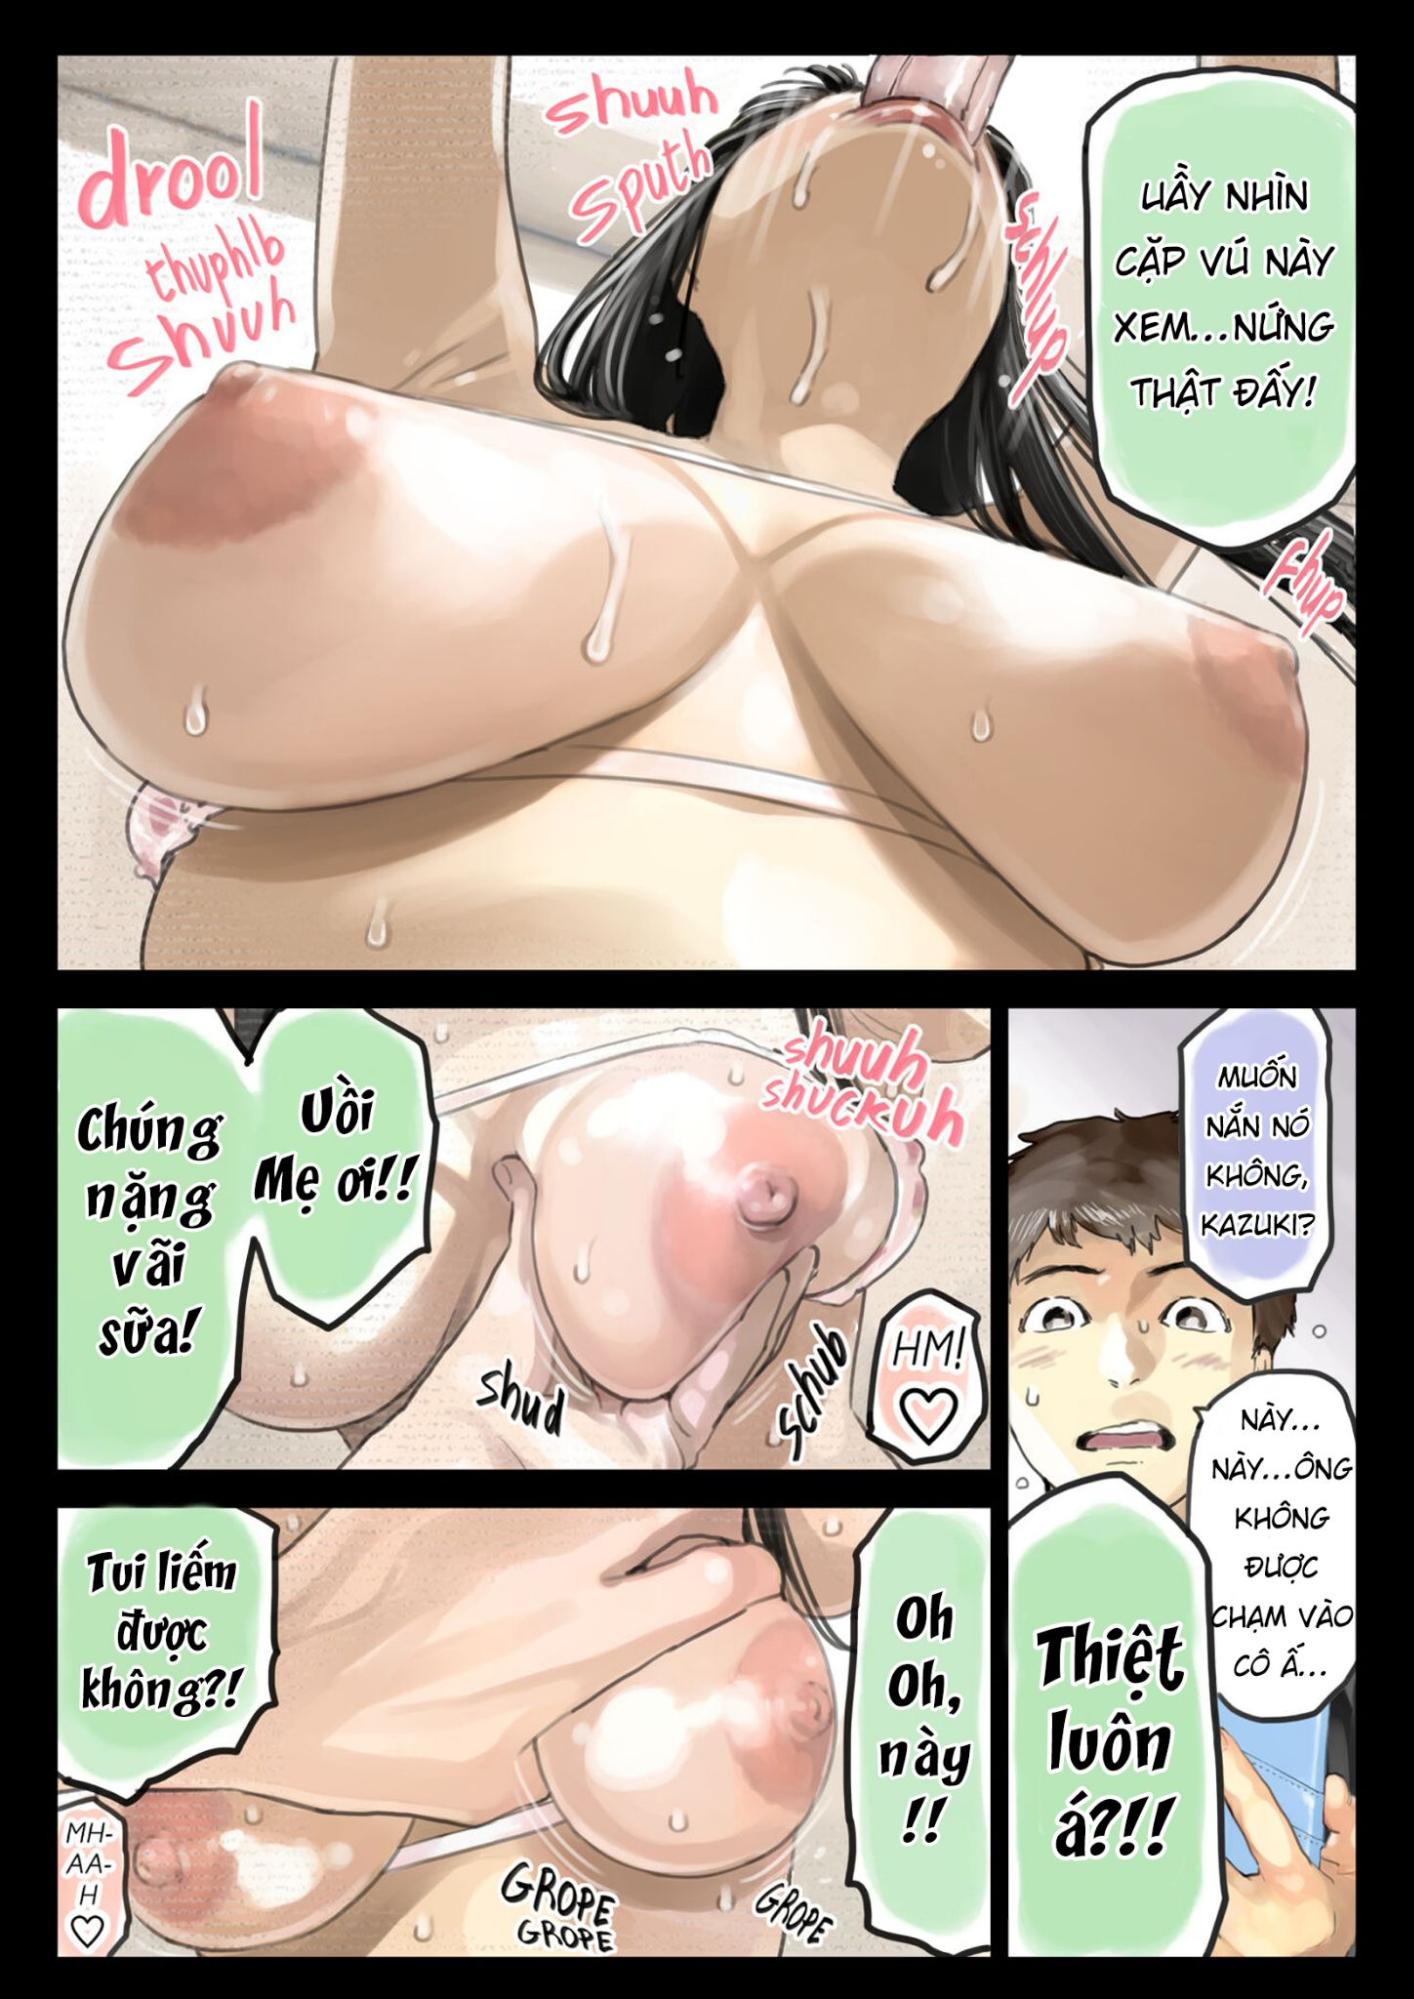 drool
thuphlb
shuuh
shuuh
sputh
schlup
UẦY NHÌN
CẶP VÚ NÀY
XEM...NỨNG
THẬT ĐẤY!
Fhup
MUỐN
NẮN NÓ
KHÔNG,
KAZUKI?
NÀY...
NÀY...ÔNG
KHÔNG
ĐƯỢC
CHẠM VÀO
CÔ Ấ...
Thiệt
luôn
á?!!
Uồi
Mẹ ơi!!
Chúng
nặng
vãi
sữa!
shuuh
shuckuh
HM!
♡
shud
schub
Oh
Oh,
này
!!
Tui liếm
được
không?!
MH-
AA-
H
♡
GROPE
GROPE
GROPE